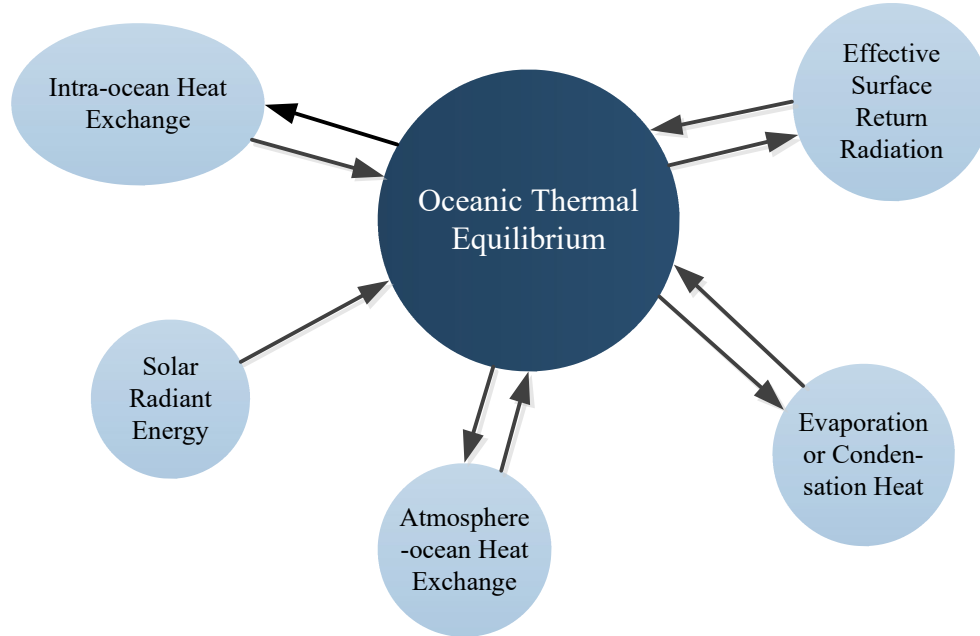 Intra-ocean Heat
Exchange
Effective
Surface
Return
Radiation
Oceanic Thermal
Equilibrium
Solar
Radiant
Energy
Atmosphere
-ocean Heat
Exchange
Evaporation
or Conden-
sation Heat